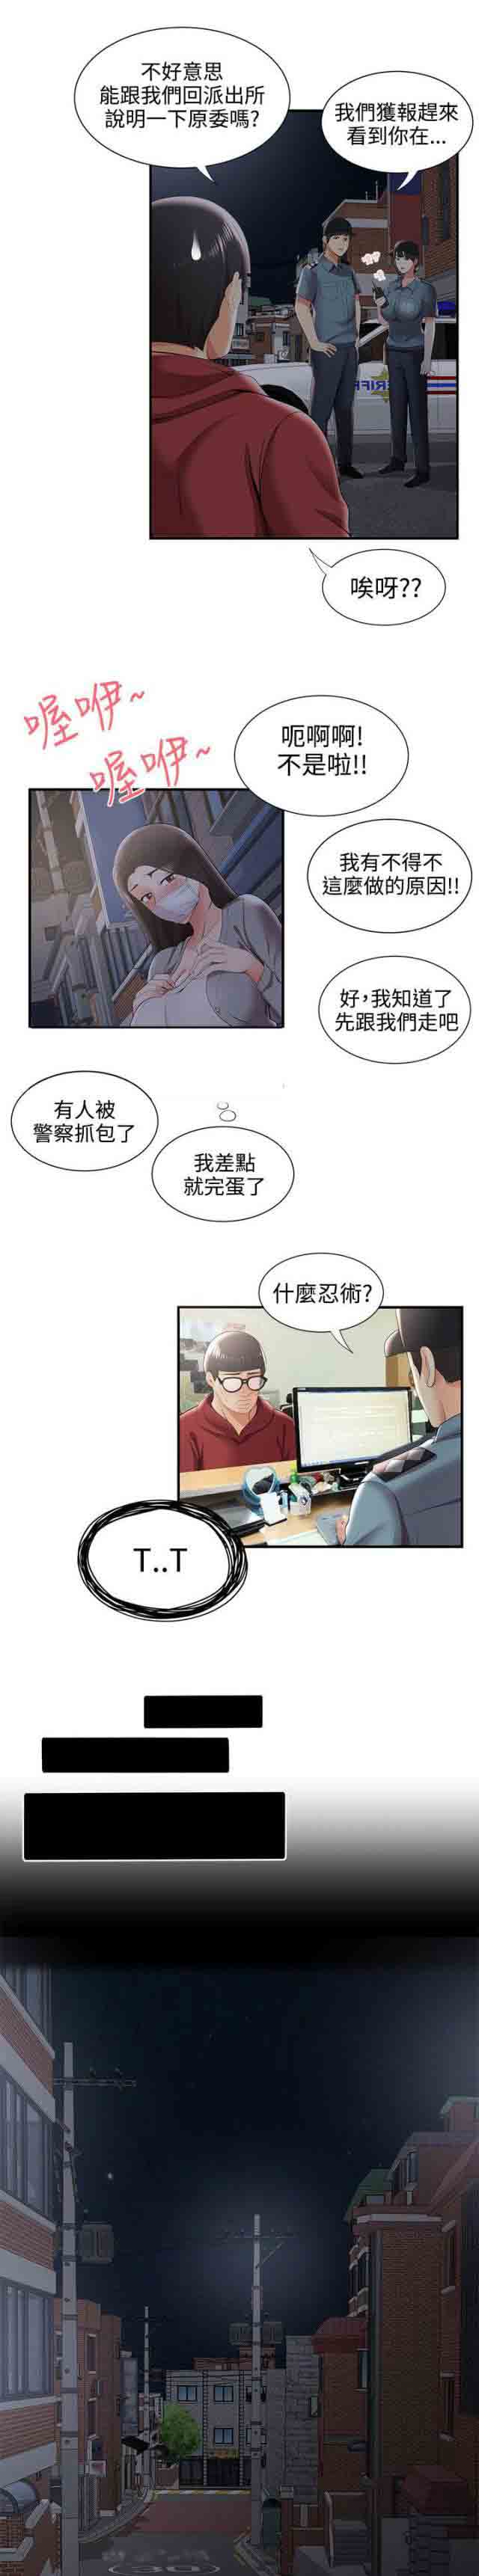 不好意思
能跟我們回派出所
說明一下原委嗎?
我們獲報趕來
看到你在...
唉呀??
喔咿~
喔咿~
呃啊啊!
不是啦!!
我有不得不
這麼做的原因!!
好,我知道了
先跟我們走吧
有人被
警察抓包了
我差點
就完蛋了
什麼忍術?
T..T
30